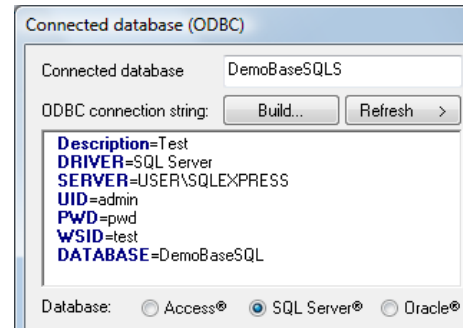 Connected database (ODBC)
Connected database DemoBaseSQLS
ODBC connection string: Build... Refresh >
Description=Test
DRIVER=SQL Server
SERVER=USER\SQLEXPRESS
UID=admin
PWD=pwd
WSID=test
DATABASE=DemoBaseSQL
Database: Access® SQL Server® Oracle®